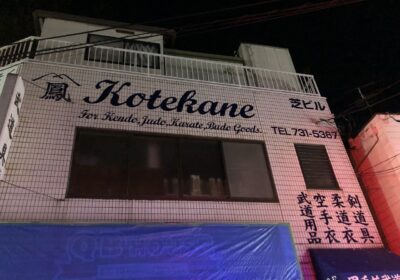 鳳
Kotekane
For Kendo, Judo, Karate, Budo Goods.
芝ビル
TEL 731-5367
剣道具
柔道衣
空手衣
武道用品